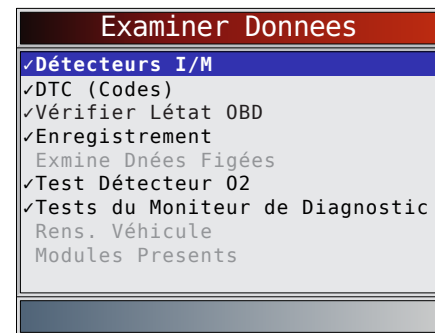 Examiner Donnees
✓Détecteurs I/M
✓DTC (Codes)
✓Vérifier Létat OBD
✓Enregistrement
Exmine Dnées Figées
✓Test Détecteur O2
✓Tests du Moniteur de Diagnostic
Rens. Véhicule
Modules Presents